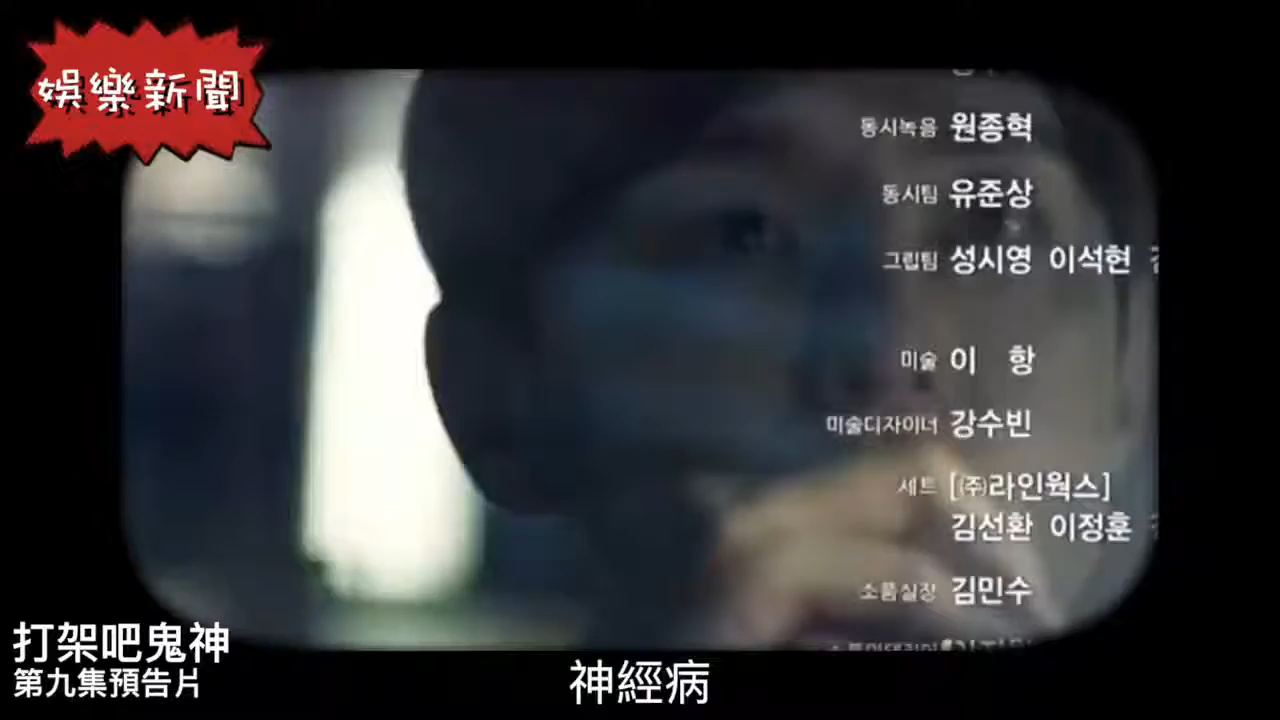 娛樂新聞
동시녹음 원종혁
동시팀 유준상
그립팀 성시영 이석현
미술 이 항
미술디자이너 강수빈
세트 [㈜라인웍스]
김선환 이정훈
소품실장 김민수
打架吧鬼神
第九集預告片
神經病